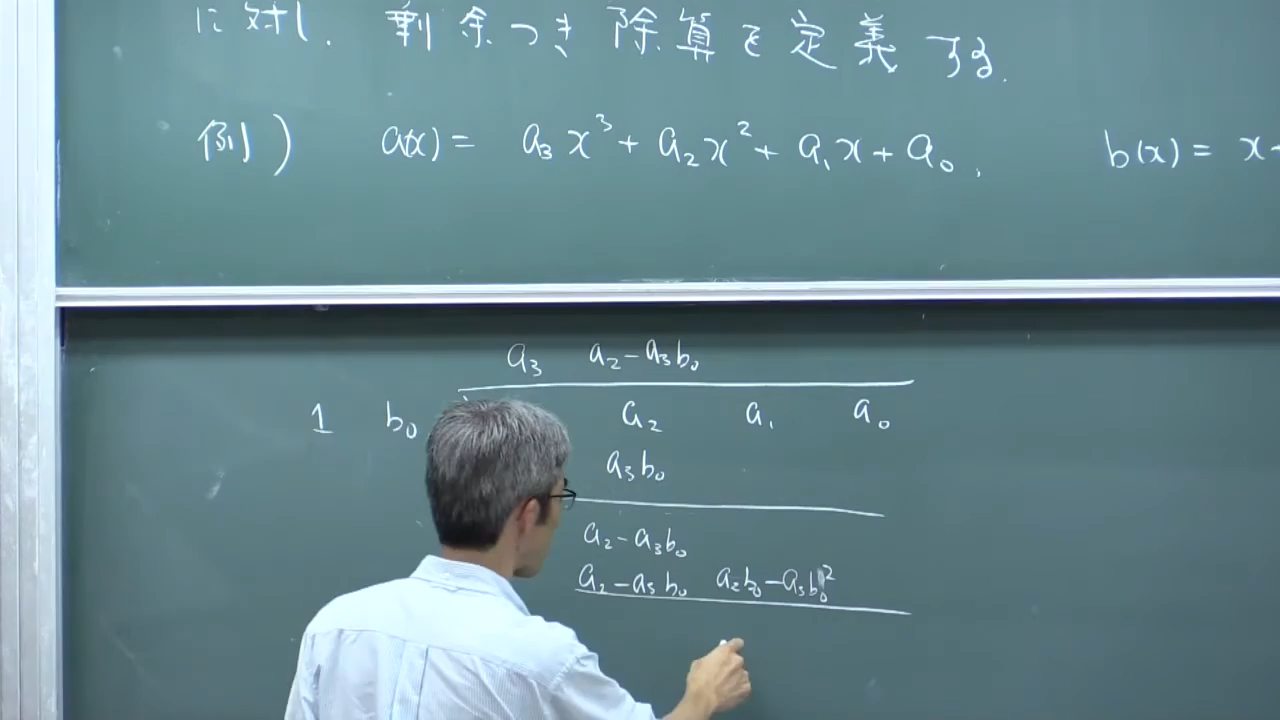 に対し、剰余つき除算を定義する.
例) a(x) = a₃x³ + a₂x² + a₁x + a₀, b(x) = x+
a₃ a₂-a₃b₀
1 b₀ a₂ a₁ a₀
a₃b₀
a₂-a₃b₀
a₂-a₃b₀ a₂b₀-a₃b₀²